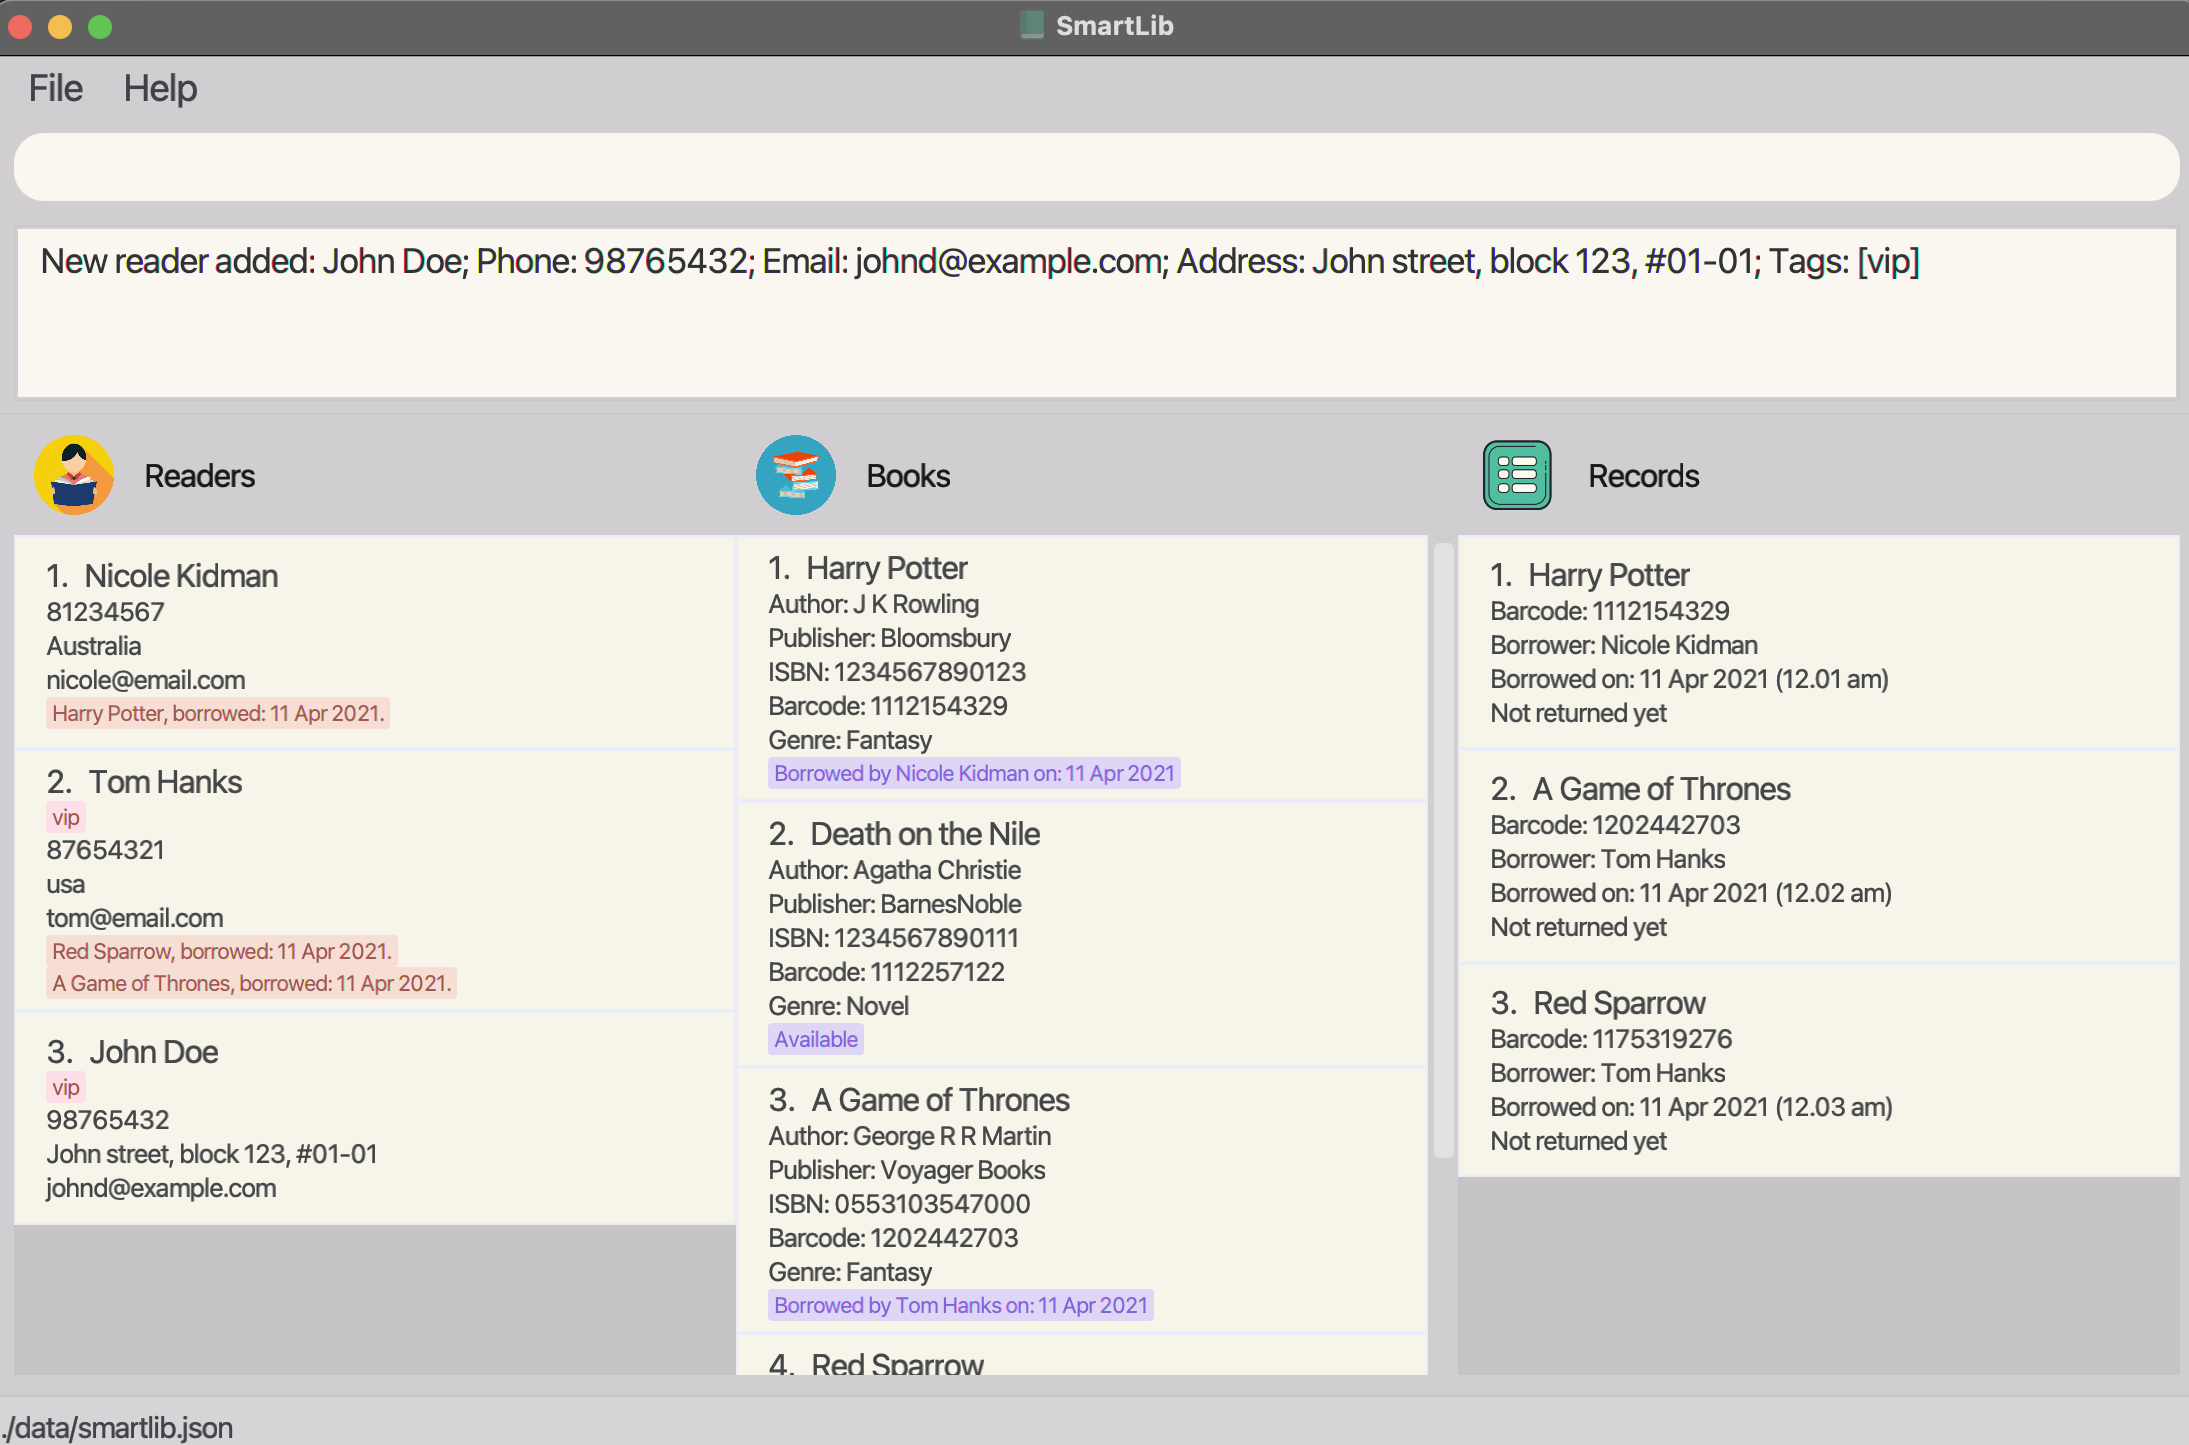 SmartLib
File Help
New reader added: John Doe; Phone: 98765432; Email: johnd@example.com; Address: John street, block 123, #01-01; Tags: [vip]
Readers
1. Nicole Kidman
81234567
Australia
nicole@email.com
Harry Potter, borrowed: 11 Apr 2021.
2. Tom Hanks
vip
87654321
usa
tom@email.com
Red Sparrow, borrowed: 11 Apr 2021.
A Game of Thrones, borrowed: 11 Apr 2021.
3. John Doe
vip
98765432
John street, block 123, #01-01
johnd@example.com
Books
1. Harry Potter
Author: J K Rowling
Publisher: Bloomsbury
ISBN: 1234567890123
Barcode: 1112154329
Genre: Fantasy
Borrowed by Nicole Kidman on: 11 Apr 2021
2. Death on the Nile
Author: Agatha Christie
Publisher: BarnesNoble
ISBN: 1234567890111
Barcode: 1112257122
Genre: Novel
Available
3. A Game of Thrones
Author: George R R Martin
Publisher: Voyager Books
ISBN: 0553103547000
Barcode: 1202442703
Genre: Fantasy
Borrowed by Tom Hanks on: 11 Apr 2021
4. Red Sparrow
Records
1. Harry Potter
Barcode: 1112154329
Borrower: Nicole Kidman
Borrowed on: 11 Apr 2021 (12.01 am)
Not returned yet
2. A Game of Thrones
Barcode: 1202442703
Borrower: Tom Hanks
Borrowed on: 11 Apr 2021 (12.02 am)
Not returned yet
3. Red Sparrow
Barcode: 1175319276
Borrower: Tom Hanks
Borrowed on: 11 Apr 2021 (12.03 am)
Not returned yet
./data/smartlib.json